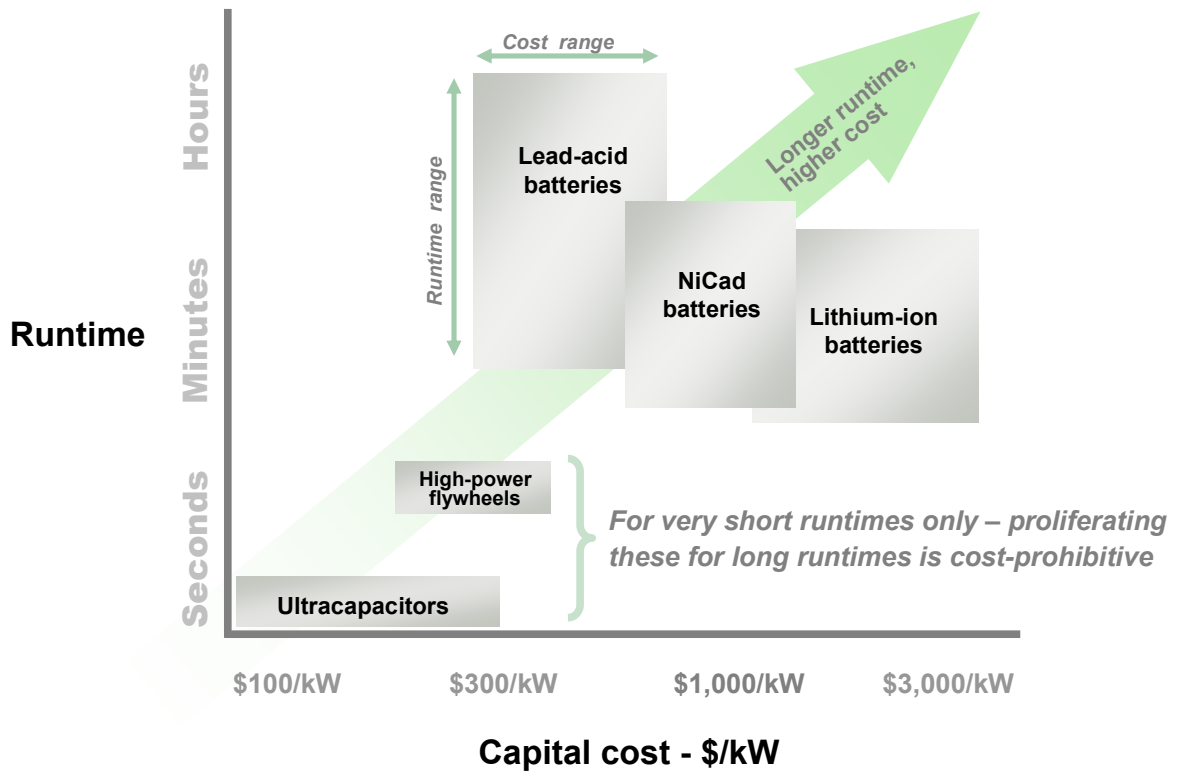 Cost range
Hours
Runtime range
Lead-acid
batteries
Longer runtime,
higher cost
Minutes
Runtime
NiCad
batteries
Lithium-ion
batteries
Seconds
High-power
flywheels
For very short runtimes only – proliferating
these for long runtimes is cost-prohibitive
Ultracapacitors
$100/kW
$300/kW
$1,000/kW
$3,000/kW
Capital cost - $/kW